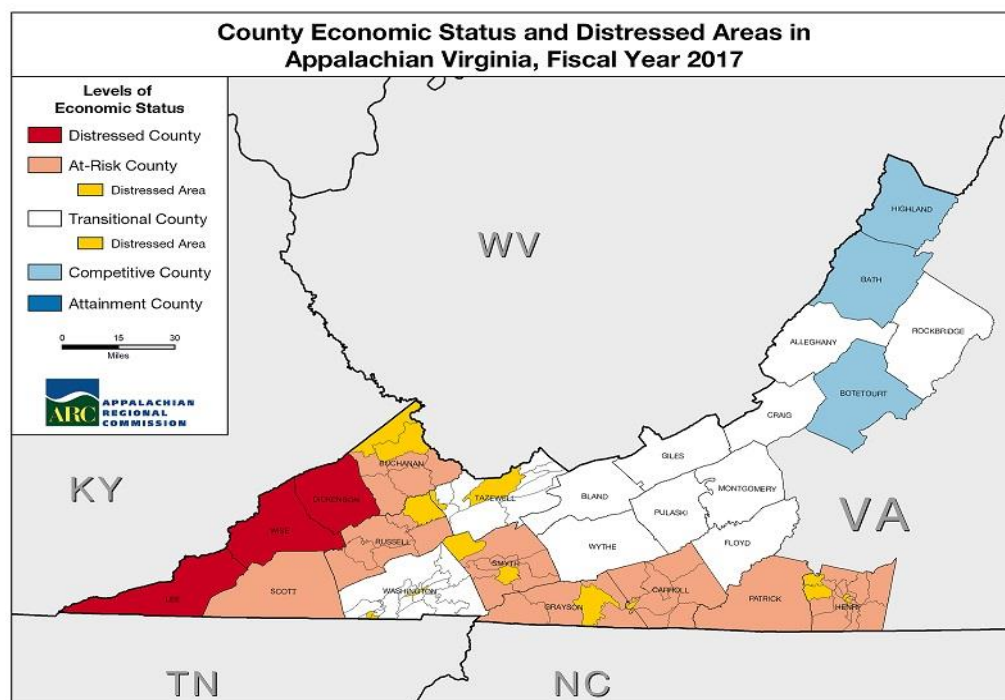 County Economic Status and Distressed Areas in
Appalachian Virginia, Fiscal Year 2017
Levels of
Economic Status
Distressed County
At-Risk County
Distressed Area
Transitional County
Distressed Area
Competitive County
Attainment County
0 15 30
Miles
ARC
APPALACHIAN
REGIONAL
COMMISSION
WV
HIGHLAND
BATH
ROCKBRIDGE
ALLEGHANY
BOTETOURT
CRAIG
GILES
BUCHANAN
KY
DICKENSON
TAZEWELL
BLAND
MONTGOMERY
PULASKI
VA
WISE
RUSSELL
WYTHE
FLOYD
SMYTH
LEE
SCOTT
WASHINGTON
GRAYSON
CARROLL
PATRICK
HENRY
TN
NC